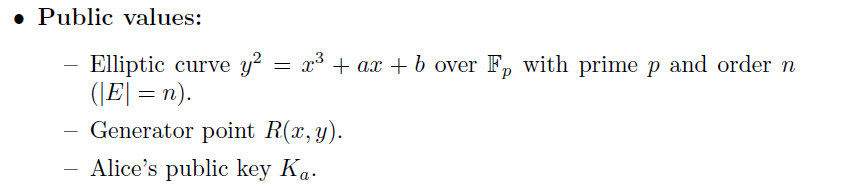 • Public values:
– Elliptic curve y² = x³ + ax + b over 𝔽ₚ with prime p and order n
(|E| = n).
– Generator point R(x, y).
– Alice's public key Kₐ.